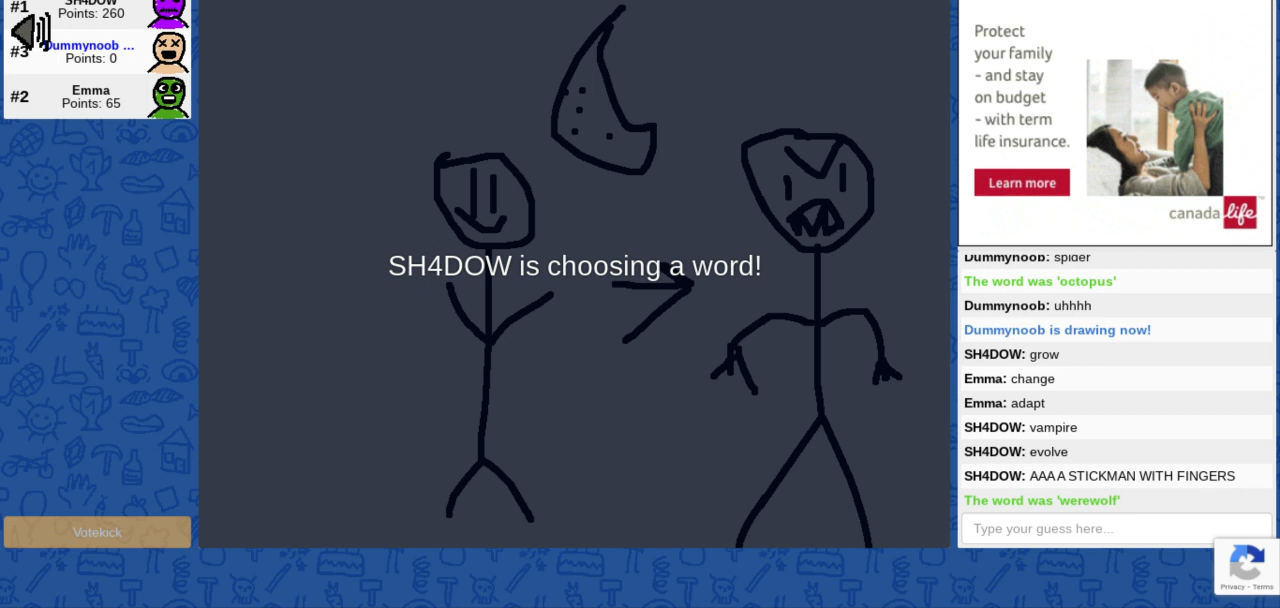 #1
SH4DOW
Points: 260
#3
Dummynoob ...
Points: 0
#2
Emma
Points: 65
Votekick
SH4DOW is choosing a word!
Protect
your family
- and stay
on budget
- with term
life insurance.
Learn more
canada life™
Dummynoob: spider
The word was 'octopus'
Dummynoob: uhhhh
Dummynoob is drawing now!
SH4DOW: grow
Emma: change
Emma: adapt
SH4DOW: vampire
SH4DOW: evolve
SH4DOW: AAA A STICKMAN WITH FINGERS
The word was 'werewolf'
Type your guess here...
Privacy - Terms